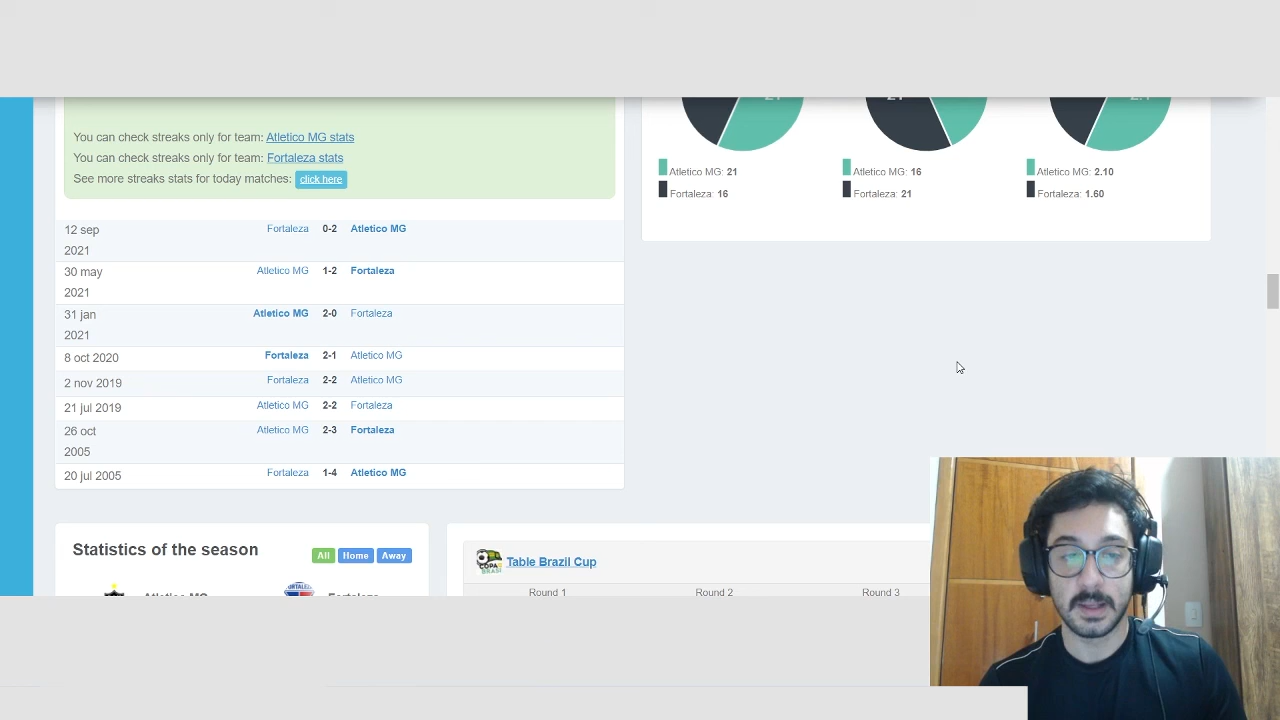 You can check streaks only for team: Atletico MG stats
You can check streaks only for team: Fortaleza stats
See more streaks stats for today matches: click here
Atletico MG: 21
Fortaleza: 16
Atletico MG: 16
Fortaleza: 21
Atletico MG: 2.10
Fortaleza: 1.60
12 sep
2021
Fortaleza 0-2 Atletico MG
30 may
2021
Atletico MG 1-2 Fortaleza
31 jan
2021
Atletico MG 2-0 Fortaleza
8 oct 2020 Fortaleza 2-1 Atletico MG
2 nov 2019 Fortaleza 2-2 Atletico MG
21 jul 2019 Atletico MG 2-2 Fortaleza
26 oct
2005
Atletico MG 2-3 Fortaleza
20 jul 2005 Fortaleza 1-4 Atletico MG
Statistics of the season
All Home Away
Table Brazil Cup
Round 1 Round 2 Round 3